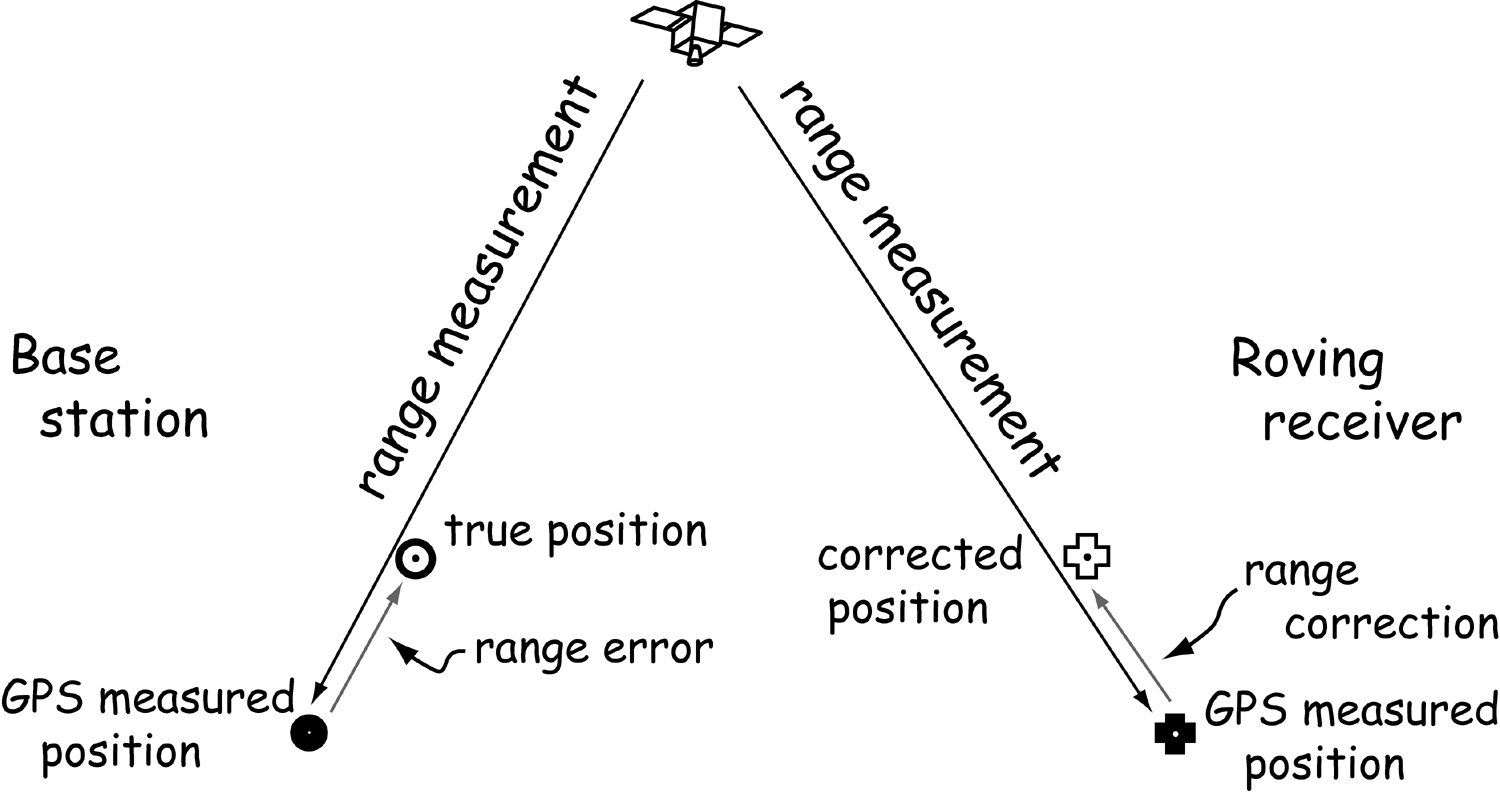 range measurement
range measurement
Base
station
Roving
receiver
true position
corrected
position
range
correction
range error
GPS measured
position
GPS measured
position